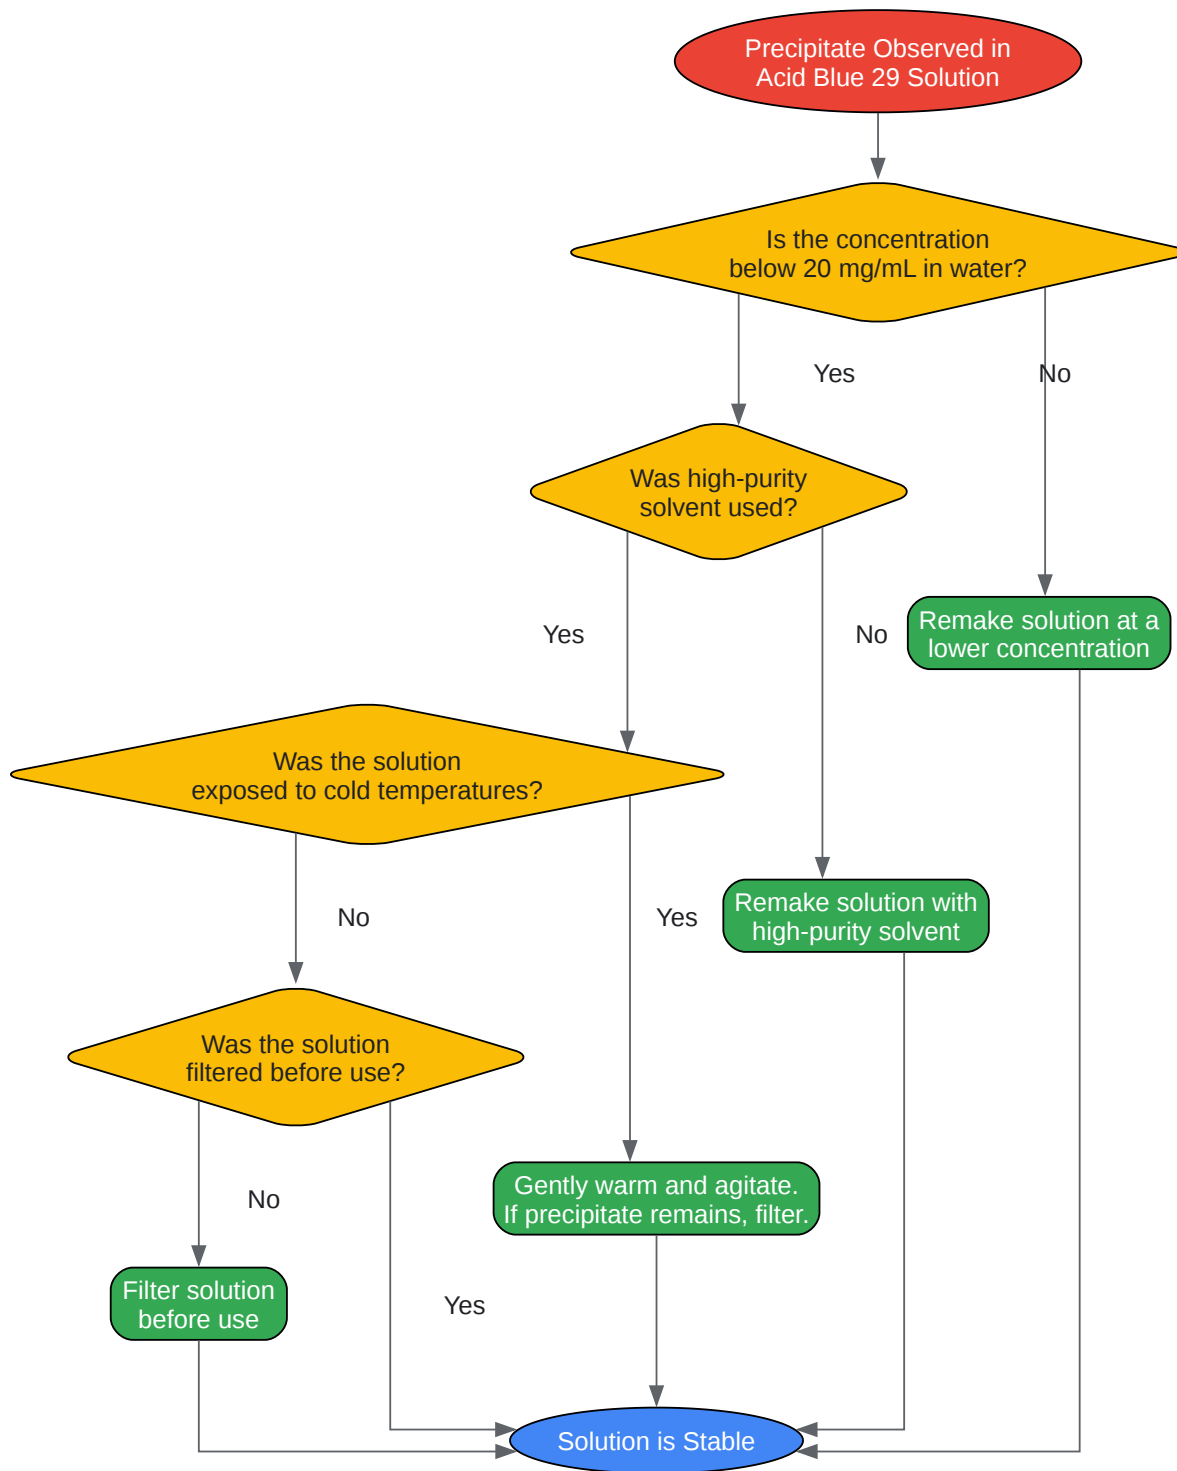 Precipitate Observed in
Acid Blue 29 Solution
Is the concentration
below 20 mg/mL in water?
Yes
No
Was high-purity
solvent used?
Remake solution at a
lower concentration
Yes
No
Was the solution
exposed to cold temperatures?
Remake solution with
high-purity solvent
No
Yes
Was the solution
filtered before use?
Gently warm and agitate.
If precipitate remains, filter.
No
Filter solution
before use
Yes
Solution is Stable